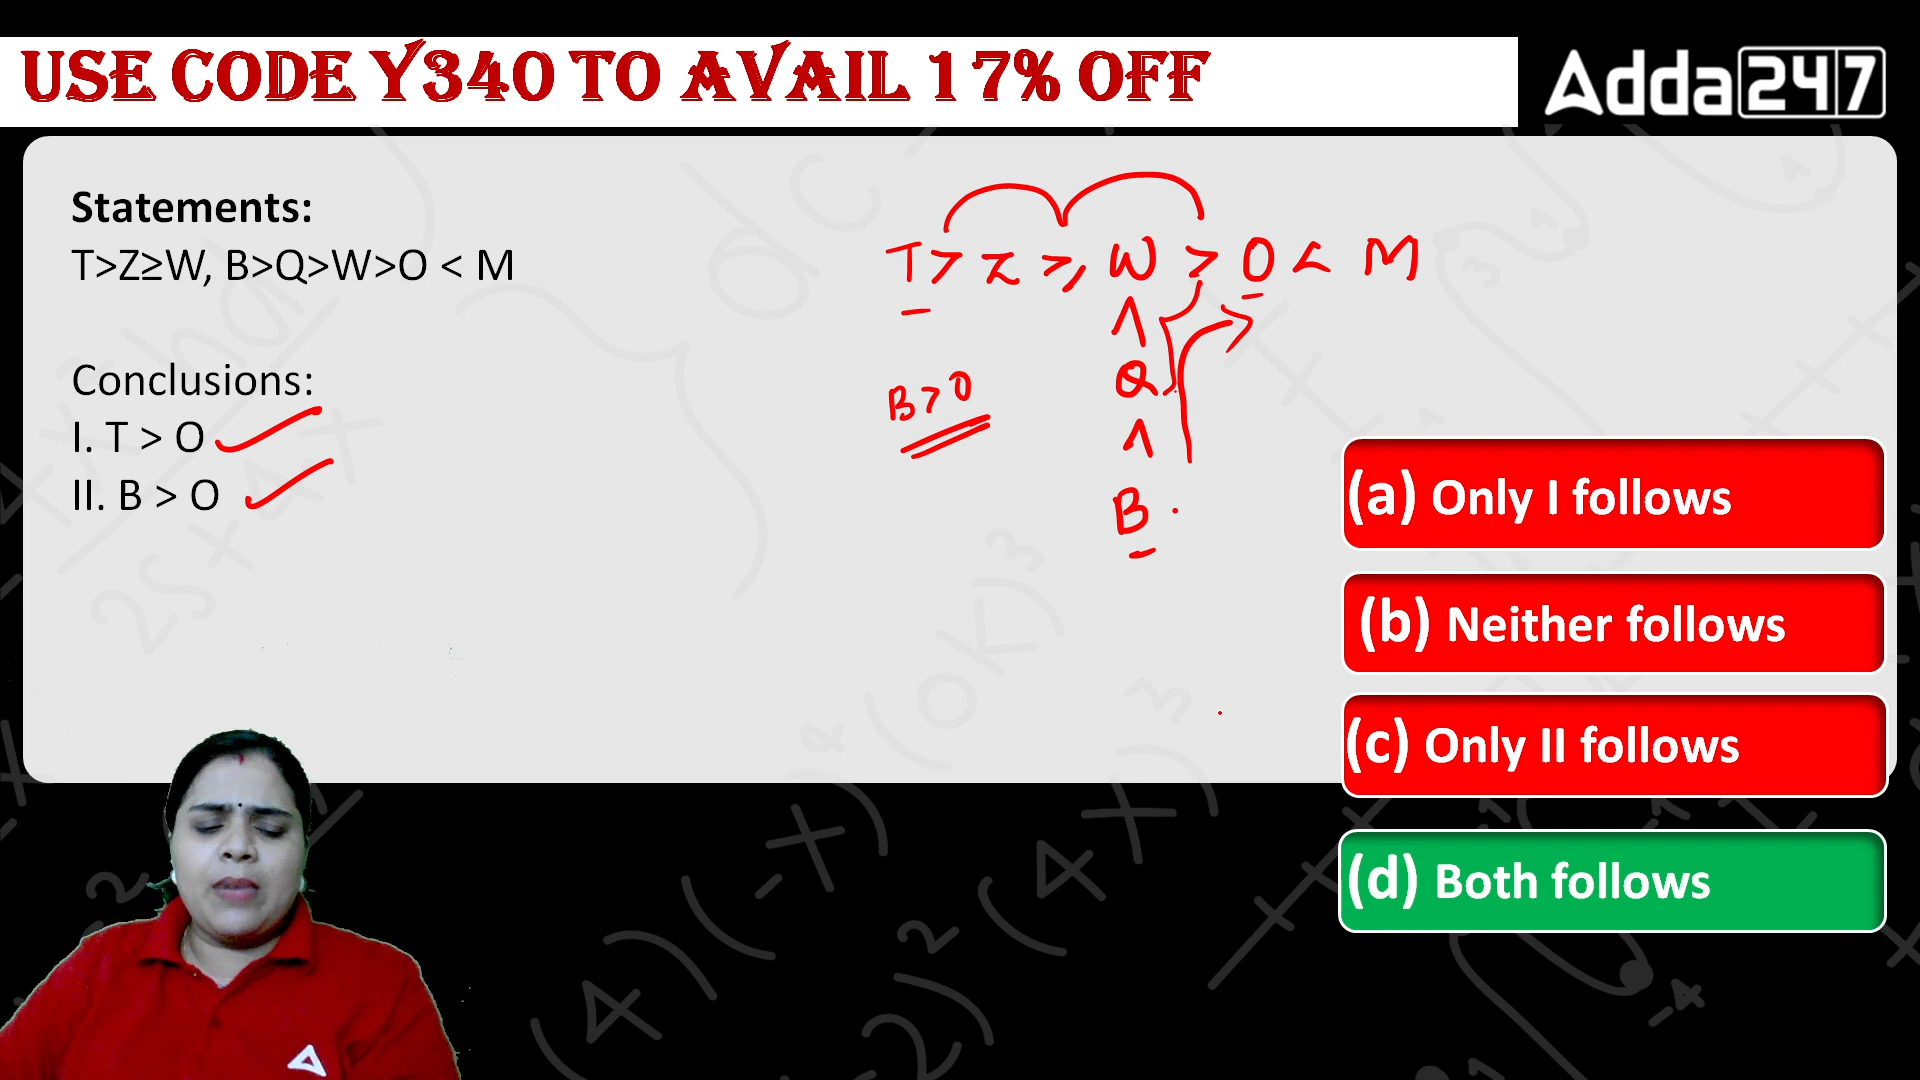 USE CODE Y340 TO AVAIL 17% OFF
Adda247
Statements:
T>Z≥W, B>Q>W>O < M
Conclusions:
I. T > O
II. B > O
T > Z ≥ W > O < M
^
Q
^
B
B > O
(a) Only I follows
(b) Neither follows
(c) Only II follows
(d) Both follows